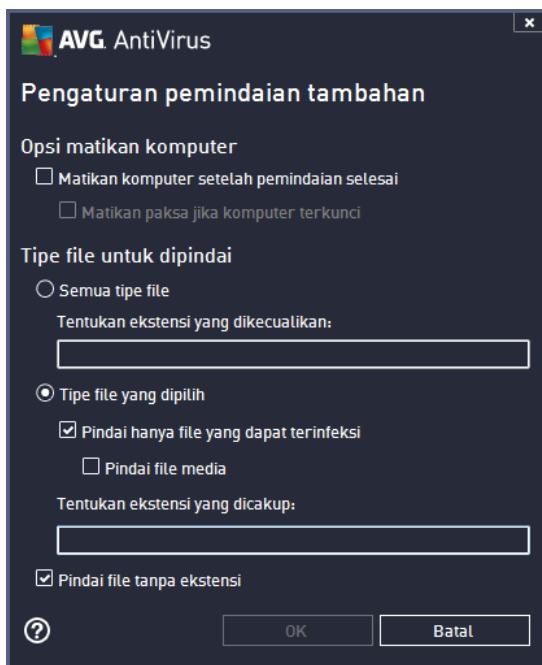 AVG. AntiVirus
Pengaturan pemindaian tambahan
Opsi matikan komputer
Matikan komputer setelah pemindaian selesai
Matikan paksa jika komputer terkunci
Tipe file untuk dipindai
Semua tipe file
Tentukan ekstensi yang dikecualikan:
Tipe file yang dipilih
Pindai hanya file yang dapat terinfeksi
Pindai file media
Tentukan ekstensi yang dicakup:
Pindai file tanpa ekstensi
OK
Batal